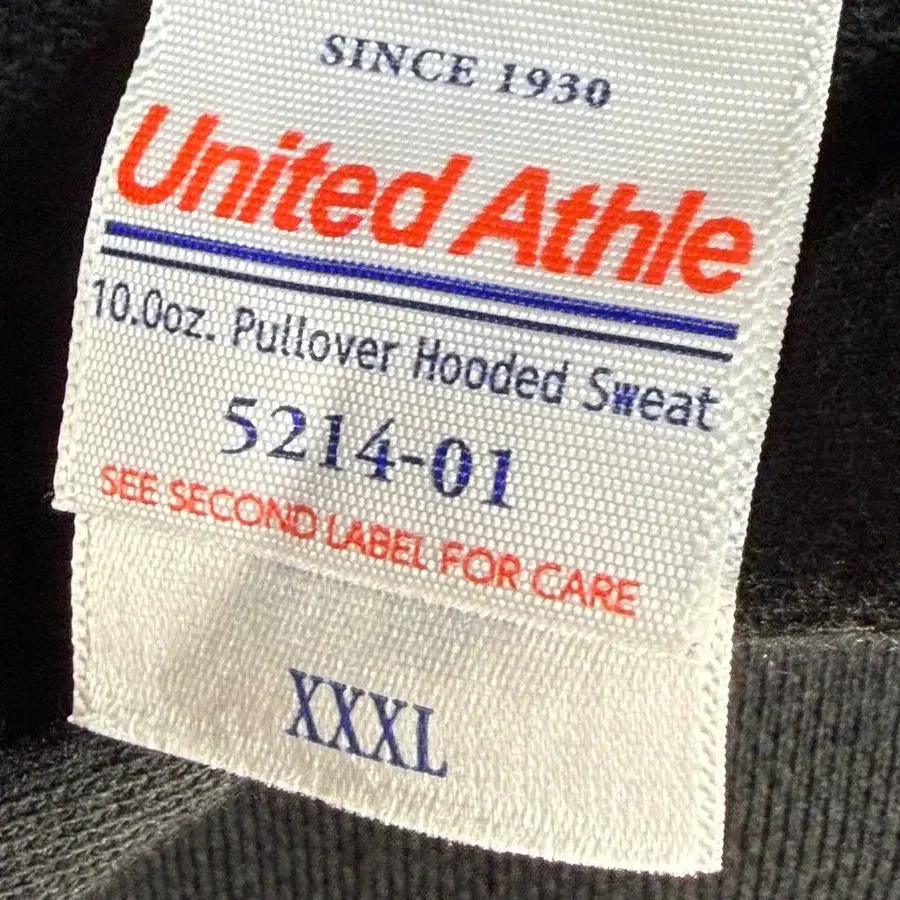 SINCE 1930
United Athle
10.0oz. Pullover Hooded Sweat
5214-01
SEE SECOND LABEL FOR CARE
XXXL